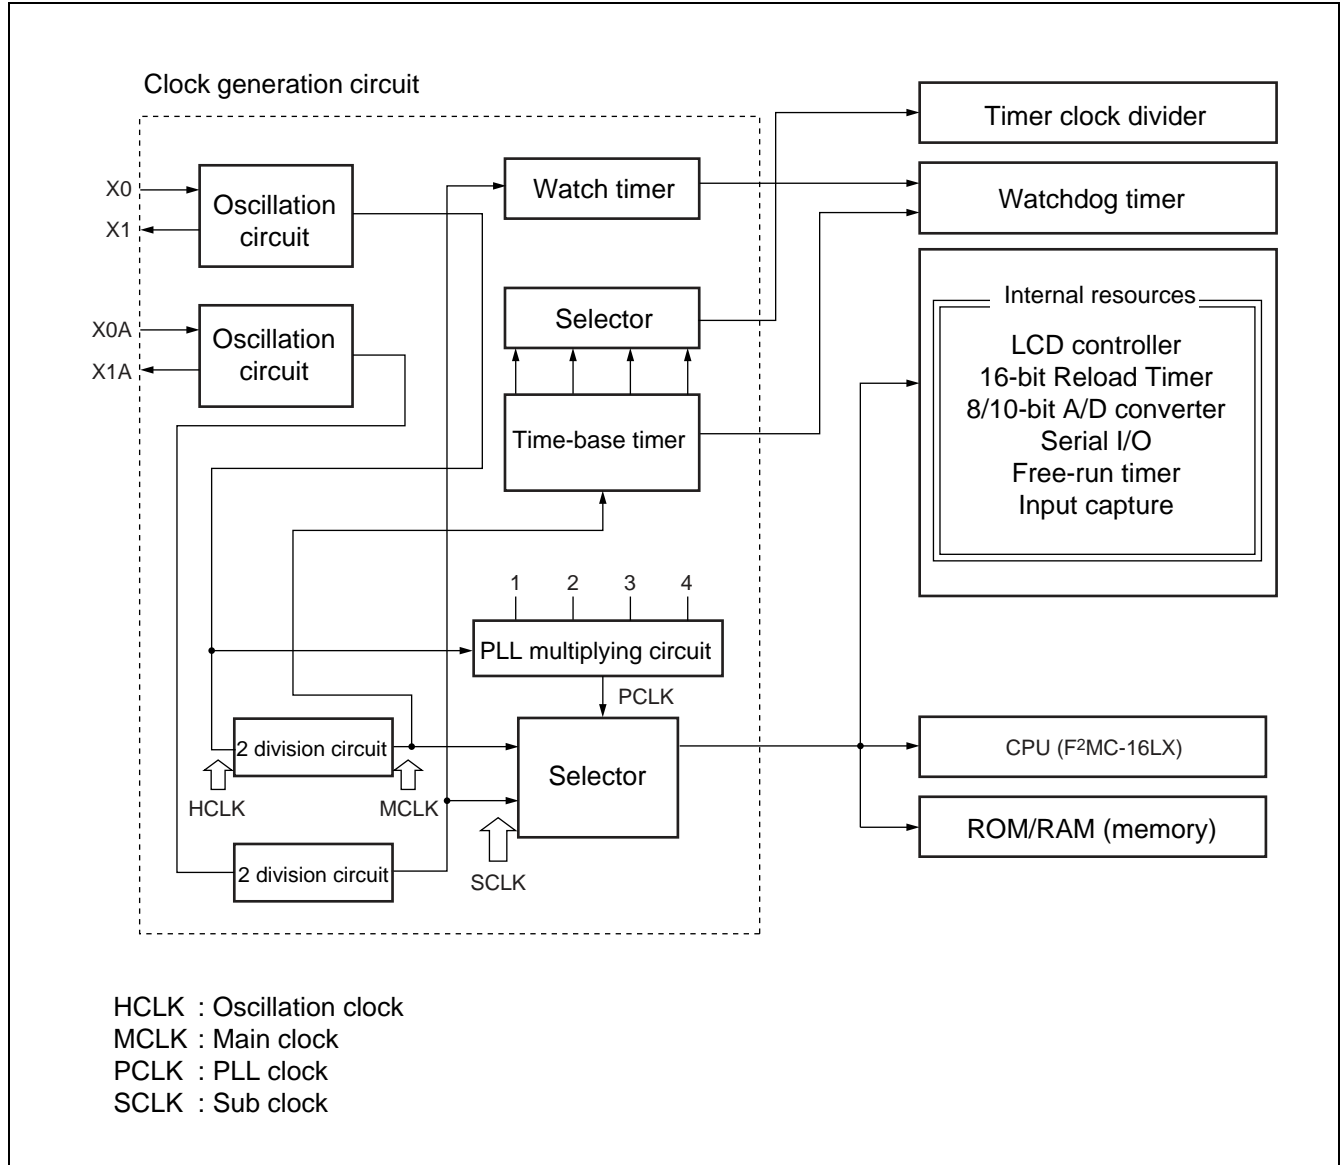 Clock generation circuit
X0
X1
Oscillation
circuit
X0A
X1A
Oscillation
circuit
Watch timer
Selector
Time-base timer
1 2 3 4
PLL multiplying circuit
PCLK
2 division circuit
HCLK
MCLK
Selector
2 division circuit
SCLK
Timer clock divider
Watchdog timer
Internal resources
LCD controller
16-bit Reload Timer
8/10-bit A/D converter
Serial I/O
Free-run timer
Input capture
CPU (F²MC-16LX)
ROM/RAM (memory)
HCLK : Oscillation clock
MCLK : Main clock
PCLK : PLL clock
SCLK : Sub clock